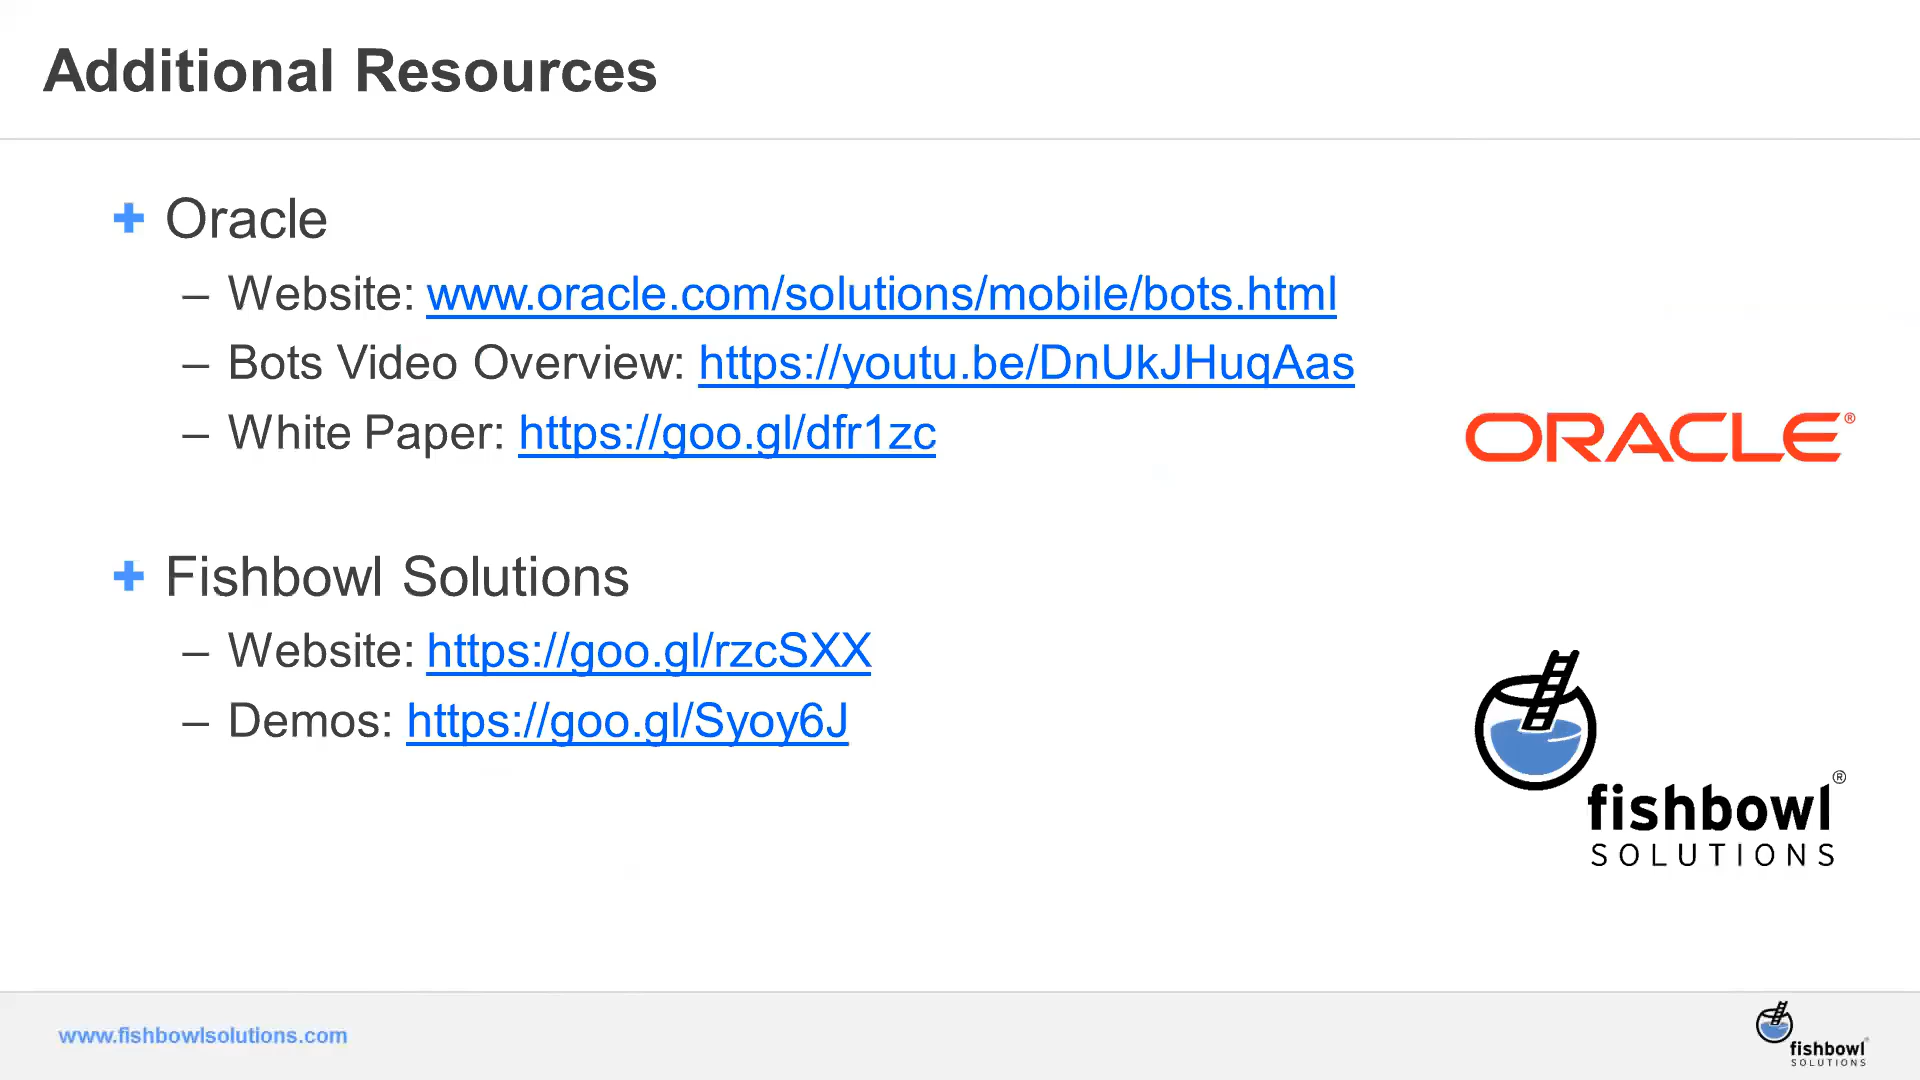 Additional Resources
+ Oracle
– Website: www.oracle.com/solutions/mobile/bots.html
– Bots Video Overview: https://youtu.be/DnUkJHuqAas
– White Paper: https://goo.gl/dfr1zc
ORACLE®
+ Fishbowl Solutions
– Website: https://goo.gl/rzcSXX
– Demos: https://goo.gl/Syoy6J
fishbowl®
SOLUTIONS
www.fishbowlsolutions.com
fishbowl®
SOLUTIONS